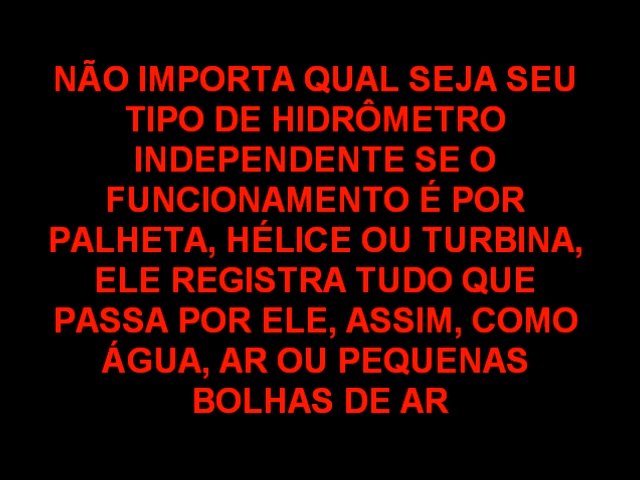 NÃO IMPORTA QUAL SEJA SEU
TIPO DE HIDRÔMETRO
INDEPENDENTE SE O
FUNCIONAMENTO É POR
PALHETA, HÉLICE OU TURBINA,
ELE REGISTRA TUDO QUE
PASSA POR ELE, ASSIM, COMO
ÁGUA, AR OU PEQUENAS
BOLHAS DE AR